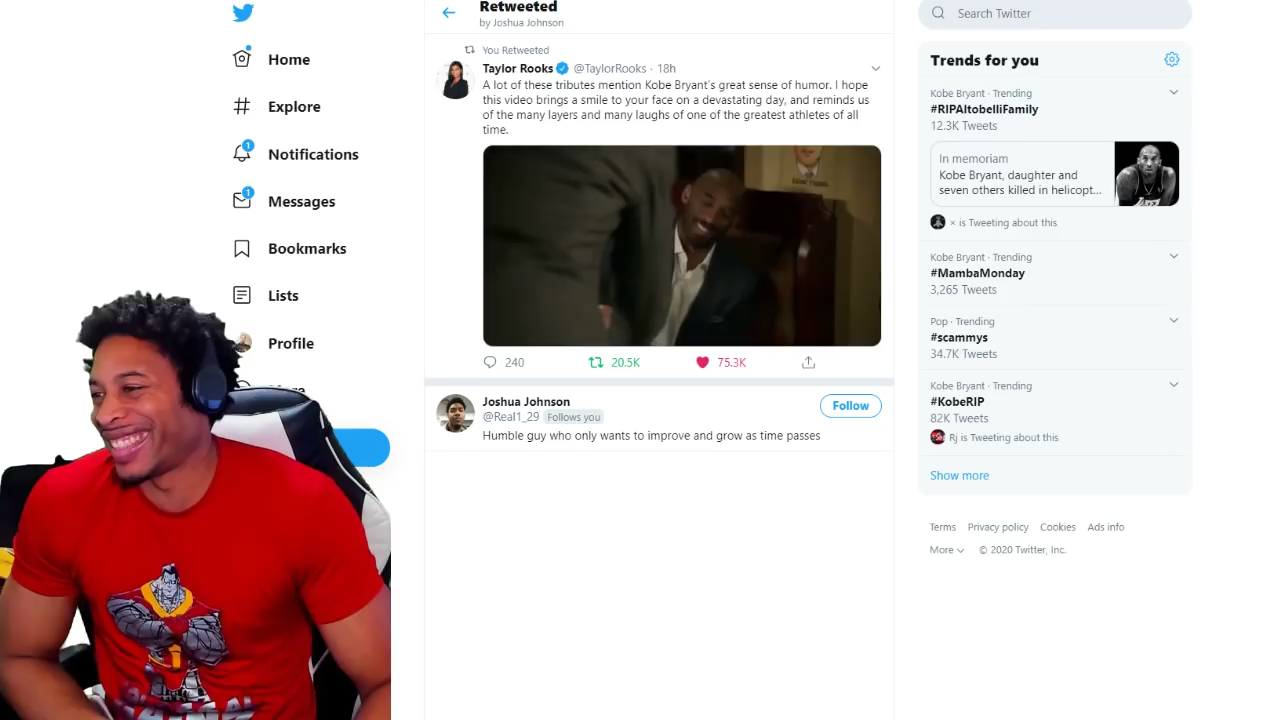 Home
Explore
1
Notifications
1
Messages
Bookmarks
Lists
Profile
Retweeted
by Joshua Johnson
You Retweeted
Taylor Rooks @TaylorRooks · 18h
A lot of these tributes mention Kobe Bryant's great sense of humor. I hope
this video brings a smile to your face on a devastating day, and reminds us
of the many layers and many laughs of one of the greatest athletes of all
time.
240 20.5K 75.3K
Joshua Johnson
@Real1_29 Follows you
Follow
Humble guy who only wants to improve and grow as time passes
Search Twitter
Trends for you
Kobe Bryant · Trending
#RIPAltobelliFamily
12.3K Tweets
In memoriam
Kobe Bryant, daughter and
seven others killed in helicopt...
× is Tweeting about this
Kobe Bryant · Trending
#MambaMonday
3,265 Tweets
Pop · Trending
#scammys
34.7K Tweets
Kobe Bryant · Trending
#KobeRIP
82K Tweets
Rj is Tweeting about this
Show more
Terms Privacy policy Cookies Ads info
More © 2020 Twitter, Inc.